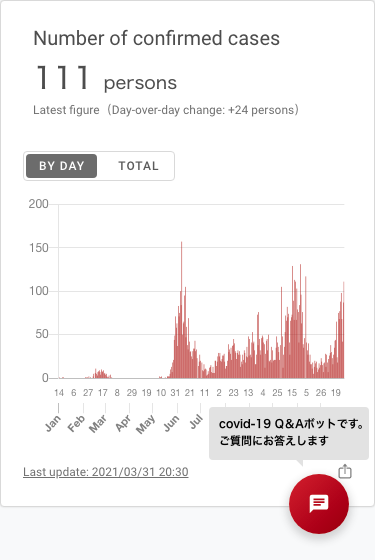 Number of confirmed cases
111 persons
Latest figure（Day-over-day change: +24 persons）
BY DAY TOTAL
200
150
100
50
0
14 6 27 17 8 29 19 10 31 21 11 2 23 13 4 25 15 5 26 19
Jan Feb Mar Apr May Jun Jul
covid-19 Q&Aボットです。
ご質問にお答えします
Last update: 2021/03/31 20:30